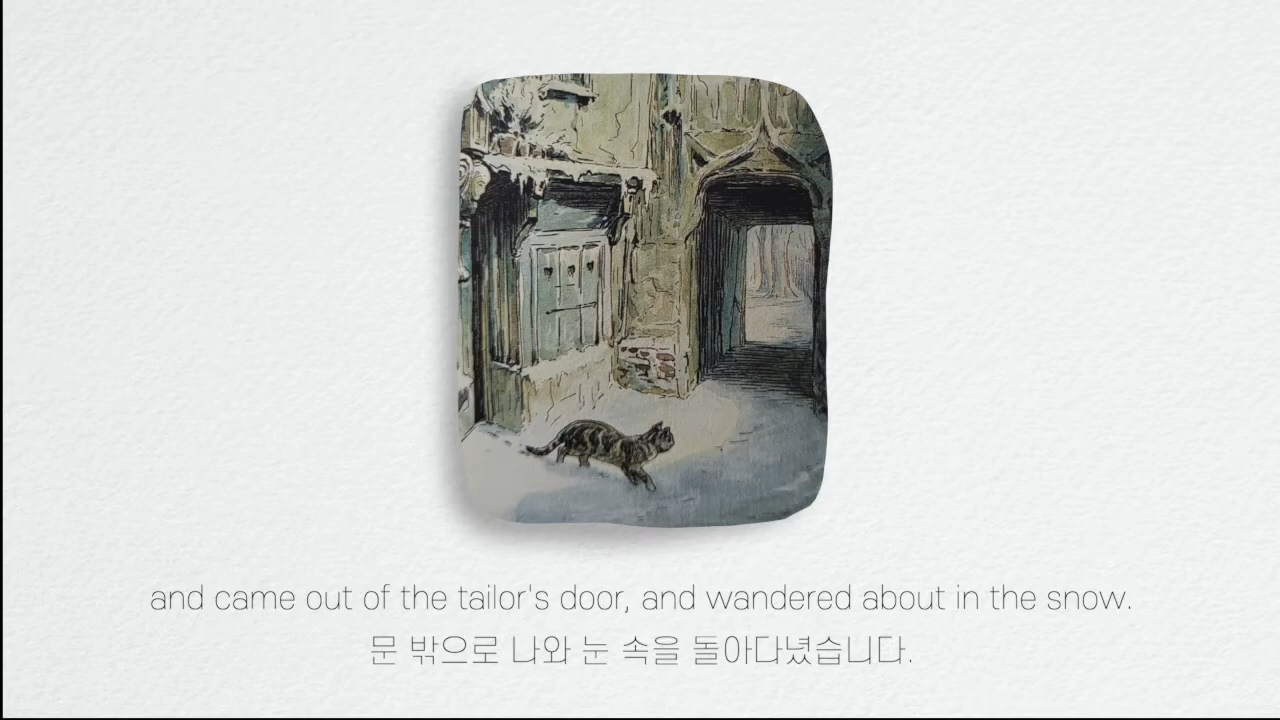 and came out of the tailor's door, and wandered about in the snow.
문 밖으로 나와 눈 속을 돌아다녔습니다.